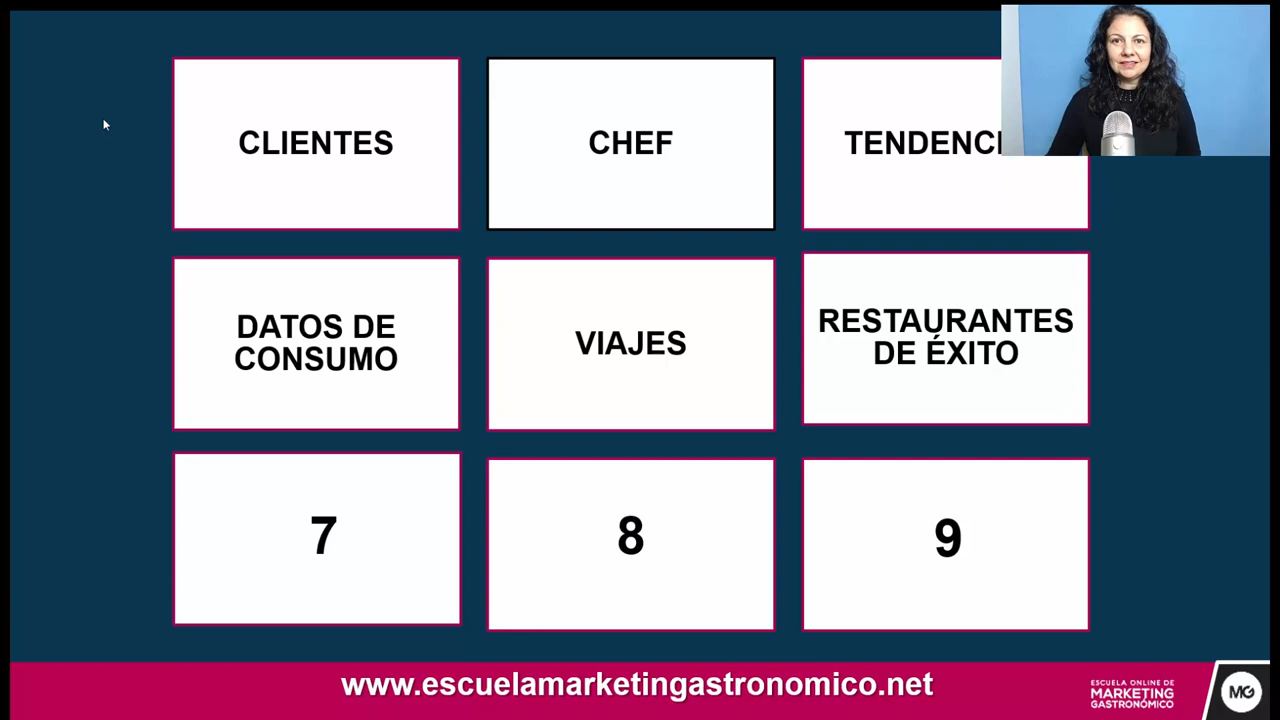 CLIENTES
CHEF
TENDENCI
DATOS DE
CONSUMO
VIAJES
RESTAURANTES
DE ÉXITO
7
8
9
www.escuelamarketingastronomico.net
ESCUELA ONLINE DE
MARKETING
GASTRONÓMICO
MG